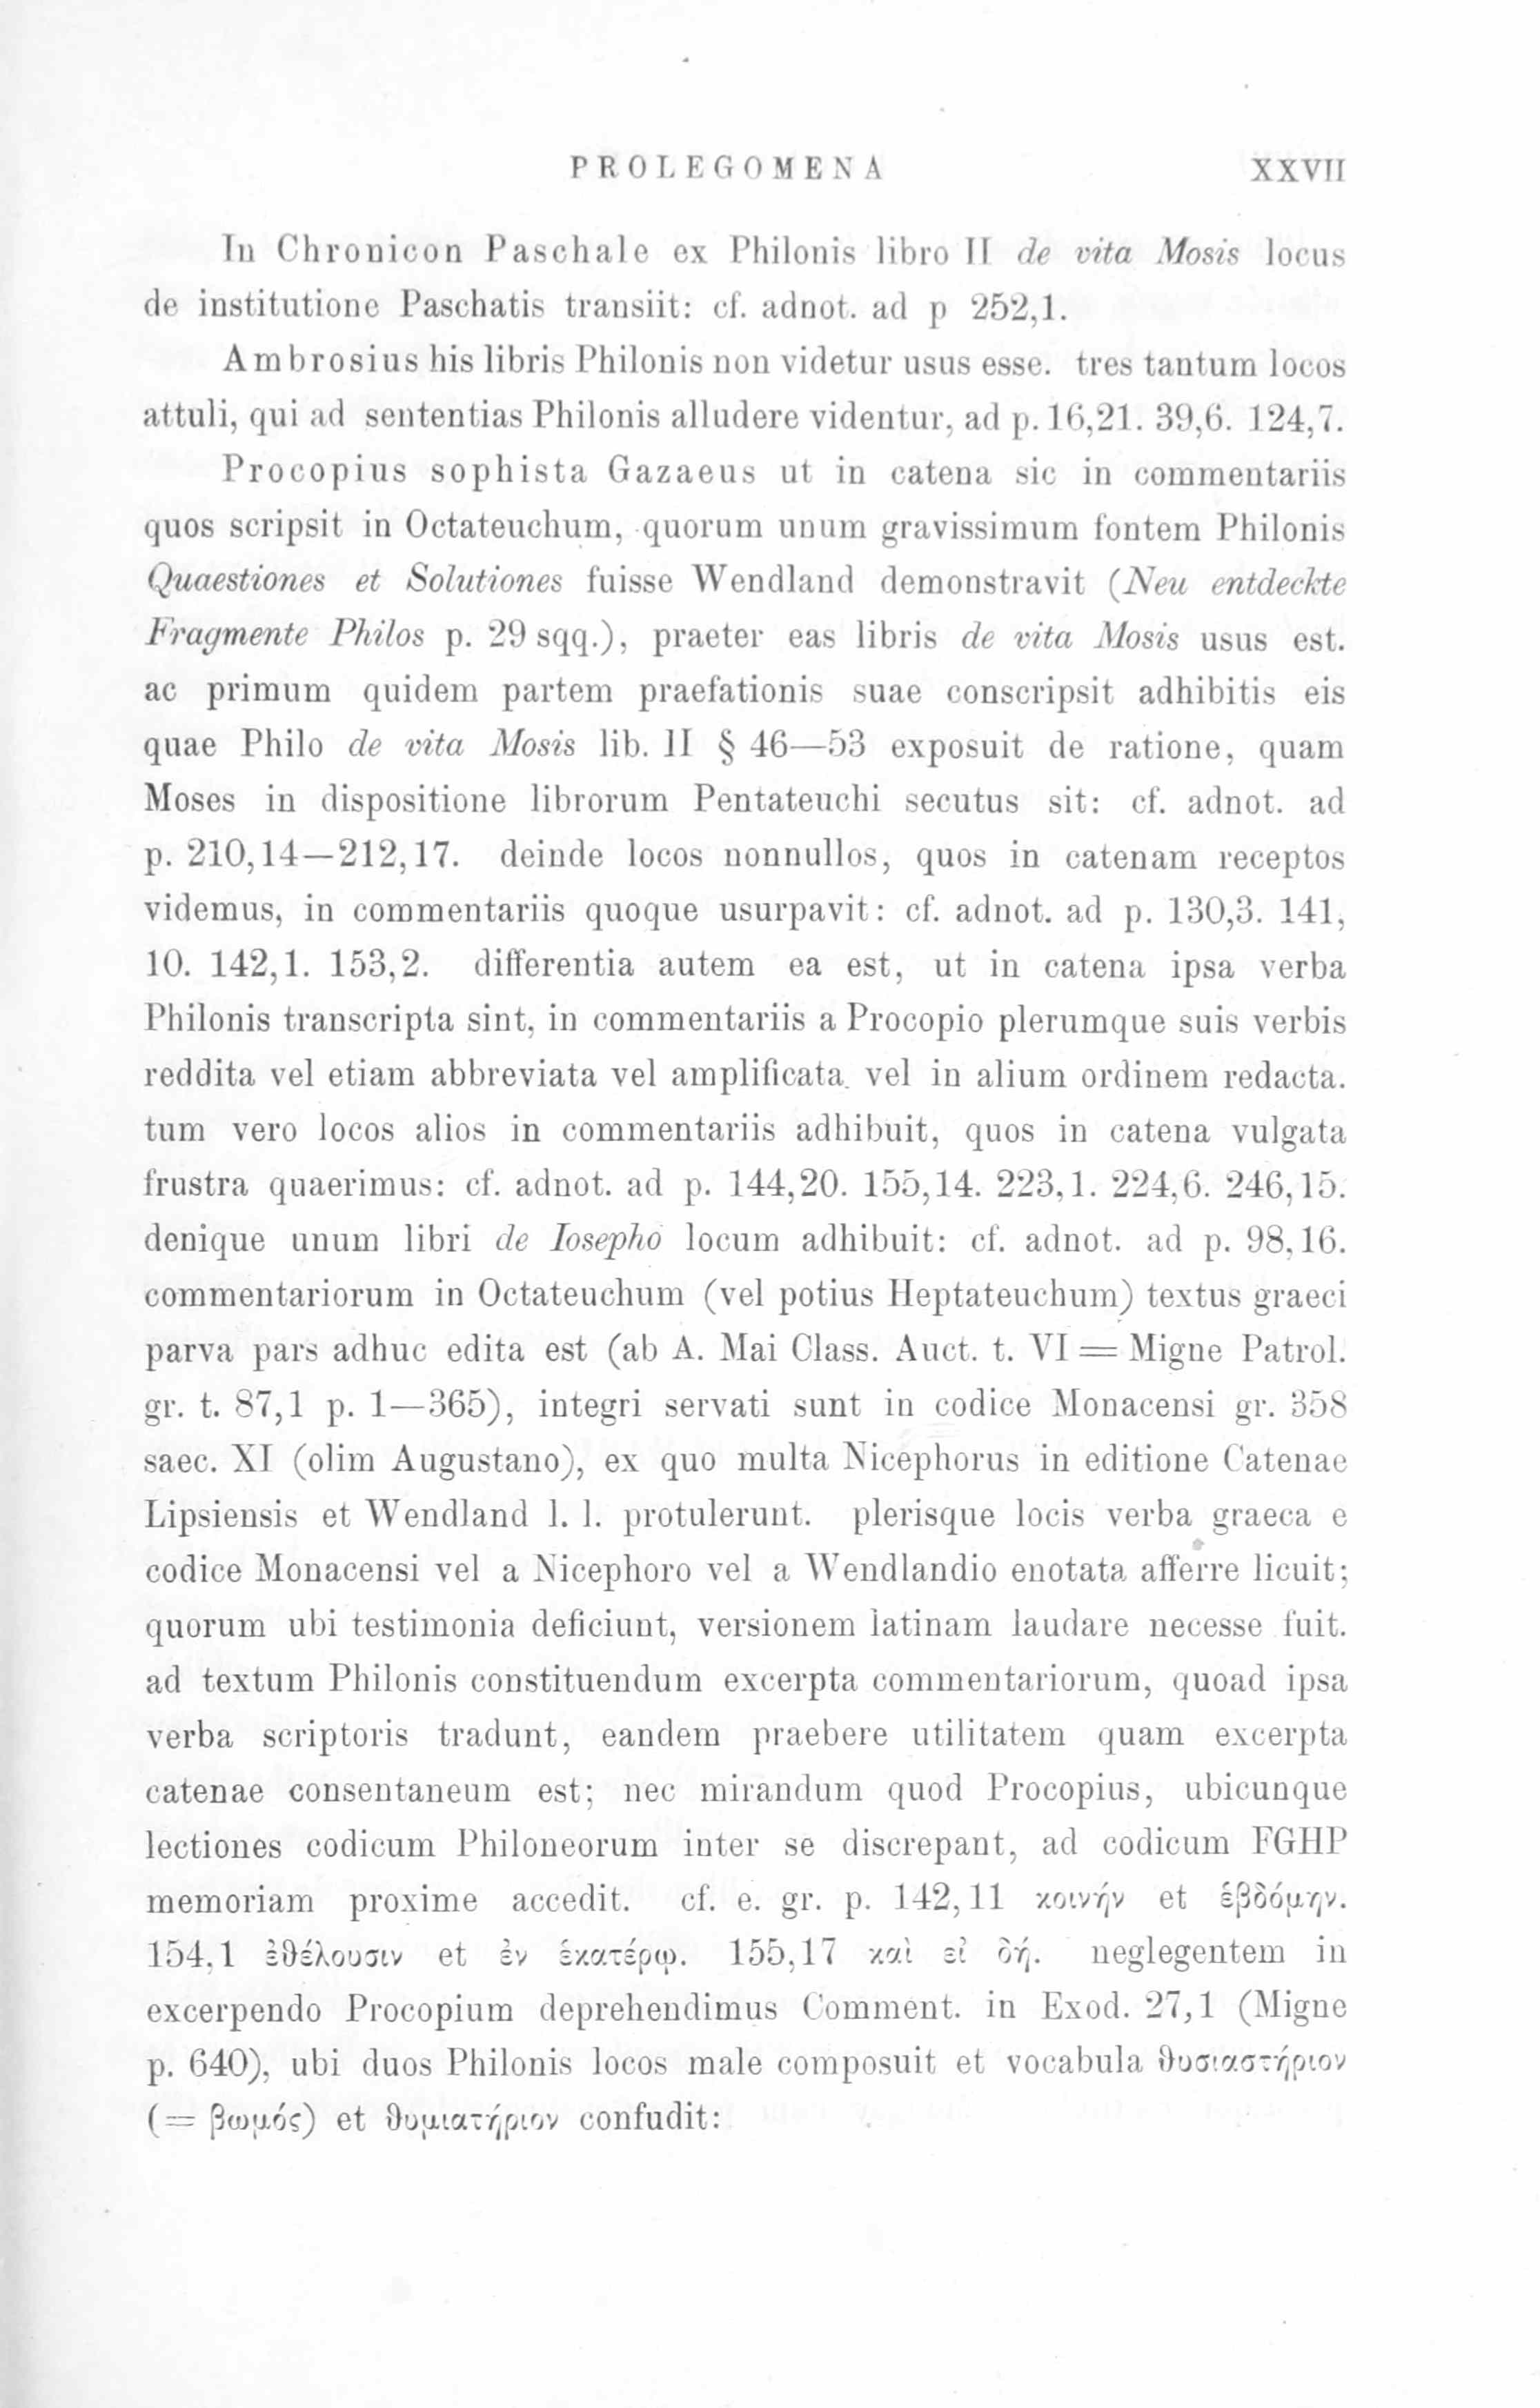 PROLEGOMENA XXVII
In Chronicon Paschale ex Philonis libro II de vita Mosis locus
de institutione Paschatis transiit: cf. adnot. ad p 252,1.
Ambrosius his libris Philonis non videtur usus esse. tres tantum locos
attuli, qui ad sententias Philonis alludere videntur, ad p. 16,21. 39,6. 124,7.
Procopius sophista Gazaeus ut in catena sic in commentariis
quos scripsit in Octateuchum, quorum unum gravissimum fontem Philonis
Quaestiones et Solutiones fuisse Wendland demonstravit (Neu entdeckte
Fragmente Philos p. 29 sqq.), praeter eas libris de vita Mosis usus est.
ac primum quidem partem praefationis suae conscripsit adhibitis eis
quae Philo de vita Mosis lib. II § 46—53 exposuit de ratione, quam
Moses in dispositione librorum Pentateuchi secutus sit: cf. adnot. ad
p. 210,14—212,17. deinde locos nonnullos, quos in catenam receptos
videmus, in commentariis quoque usurpavit: cf. adnot. ad p. 130,3. 141,
10. 142,1. 153,2. differentia autem ea est, ut in catena ipsa verba
Philonis transcripta sint, in commentariis a Procopio plerumque suis verbis
reddita vel etiam abbreviata vel amplificata vel in alium ordinem redacta.
tum vero locos alios in commentariis adhibuit, quos in catena vulgata
frustra quaerimus: cf. adnot. ad p. 144,20. 155,14. 223,1. 224,6. 246,15.
denique unum libri de Iosepho locum adhibuit: cf. adnot. ad p. 98,16.
commentariorum in Octateuchum (vel potius Heptateuchum) textus graeci
parva pars adhuc edita est (ab A. Mai Class. Auct. t. VI = Migne Patrol.
gr. t. 87,1 p. 1—365), integri servati sunt in codice Monacensi gr. 358
saec. XI (olim Augustano), ex quo multa Nicephorus in editione Catenae
Lipsiensis et Wendland l. l. protulerunt. plerisque locis verba graeca e
codice Monacensi vel a Nicephoro vel a Wendlandio enotata afferre licuit;
quorum ubi testimonia deficiunt, versionem latinam laudare necesse fuit.
ad textum Philonis constituendum excerpta commentariorum, quoad ipsa
verba scriptoris tradunt, eandem praebere utilitatem quam excerpta
catenae consentaneum est; nec mirandum quod Procopius, ubicunque
lectiones codicum Philoneorum inter se discrepant, ad codicum FGHP
memoriam proxime accedit. cf. e. gr. p. 142,11 κοινήν et ἑβδόμην.
154,1 ἐθέλουσιν et ἐν ἑκατέρῳ. 155,17 καὶ εἰ δή. neglegentem in
excerpendo Procopium deprehendimus Comment. in Exod. 27,1 (Migne
p. 640), ubi duos Philonis locos male composuit et vocabula θυσιαστήριον
(= βωμός) et θυμιατήριον confudit: